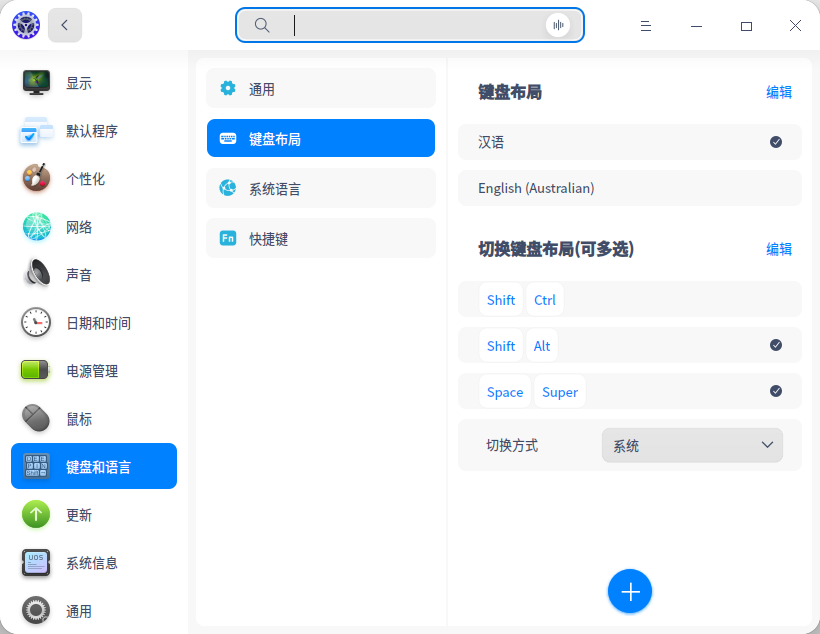 显示
默认程序
个性化
网络
声音
日期和时间
电源管理
鼠标
键盘和语言
更新
UOS
系统信息
通用
通用
键盘布局
系统语言
Fn
快捷键
键盘布局
编辑
汉语
English (Australian)
切换键盘布局(可多选)
编辑
Shift Ctrl
Shift Alt
Space Super
切换方式
系统